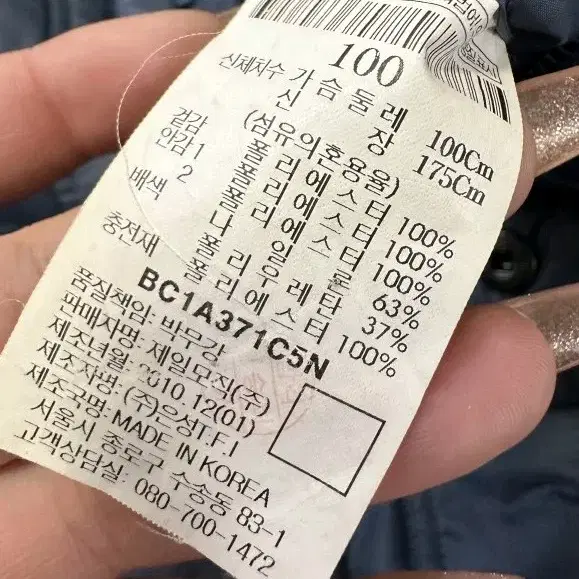 100
신체치수 가슴둘레 100Cm
신장 175Cm
(섬유의혼용율)
겉감 폴리에스터 100%
안감1 폴리에스터 100%
2 폴리에스터 100%
배색 나일론 63%
폴리우레탄 37%
충전재 폴리에스터 100%
BC1A371C5N
품질책임: 박무강
판매자명: 제일모직(주)
제조년월: 2010.12(01)
제조자명: (주)은성T.F.I
제조국명: MADE IN KOREA
서울시 종로구 수송동 83-1
고객상담실: 080-700-1472